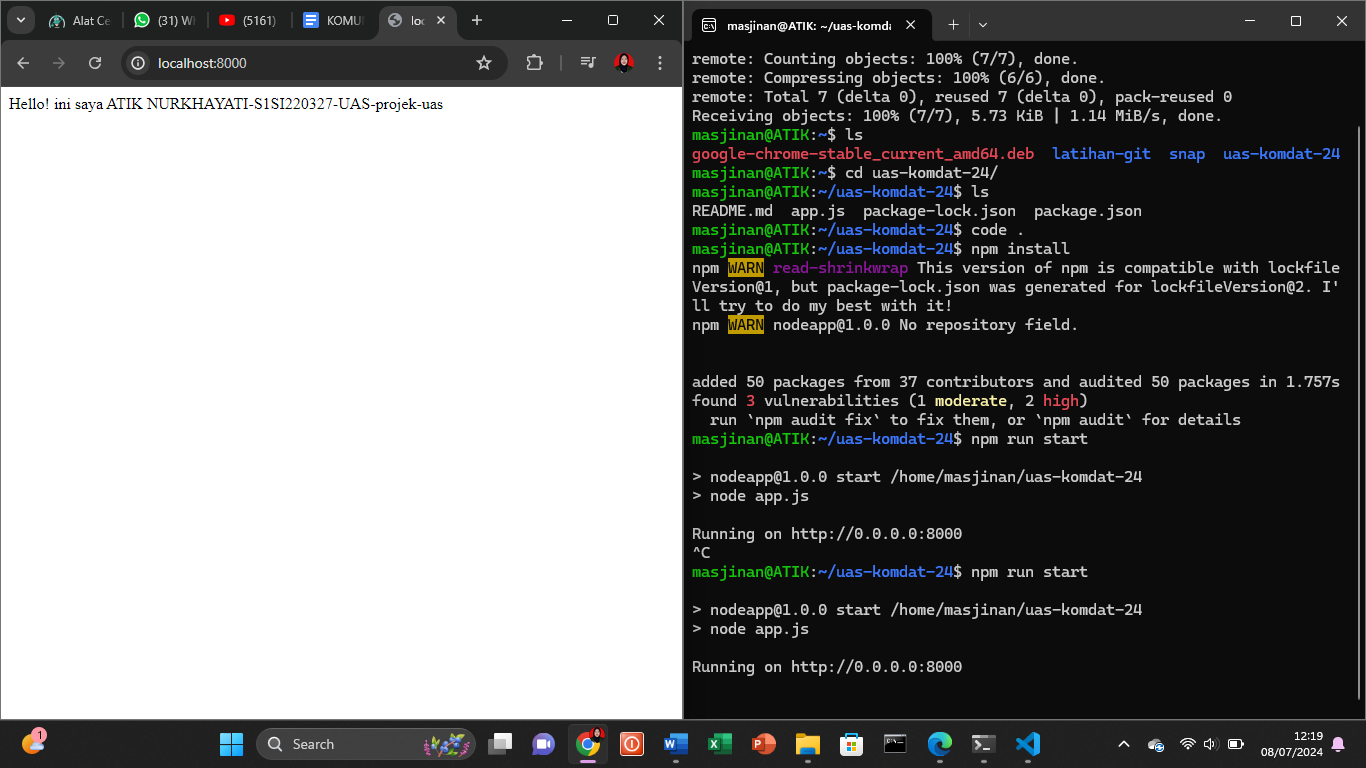 Alat Ce
(31) W
(5161)
KOMU
localhost:8000
Hello! ini saya ATIK NURKHAYATI-S1SI220327-UAS-projek-uas
masjinan@ATIK: ~/uas-komda
remote: Counting objects: 100% (7/7), done.
remote: Compressing objects: 100% (6/6), done.
remote: Total 7 (delta 0), reused 7 (delta 0), pack-reused 0
Receiving objects: 100% (7/7), 5.73 KiB | 1.14 MiB/s, done.
masjinan@ATIK:~$ ls
google-chrome-stable_current_amd64.deb latihan-git snap uas-komdat-24
masjinan@ATIK:~$ cd uas-komdat-24/
masjinan@ATIK:~/uas-komdat-24$ ls
README.md app.js package-lock.json package.json
masjinan@ATIK:~/uas-komdat-24$ code .
masjinan@ATIK:~/uas-komdat-24$ npm install
npm WARN read-shrinkwrap This version of npm is compatible with lockfile
Version@1, but package-lock.json was generated for lockfileVersion@2. I'
ll try to do my best with it!
npm WARN nodeapp@1.0.0 No repository field.
added 50 packages from 37 contributors and audited 50 packages in 1.757s
found 3 vulnerabilities (1 moderate, 2 high)
run `npm audit fix` to fix them, or `npm audit` for details
masjinan@ATIK:~/uas-komdat-24$ npm run start
> nodeapp@1.0.0 start /home/masjinan/uas-komdat-24
> node app.js
Running on http://0.0.0.0:8000
^C
masjinan@ATIK:~/uas-komdat-24$ npm run start
> nodeapp@1.0.0 start /home/masjinan/uas-komdat-24
> node app.js
Running on http://0.0.0.0:8000
1
Search
12:19
08/07/2024